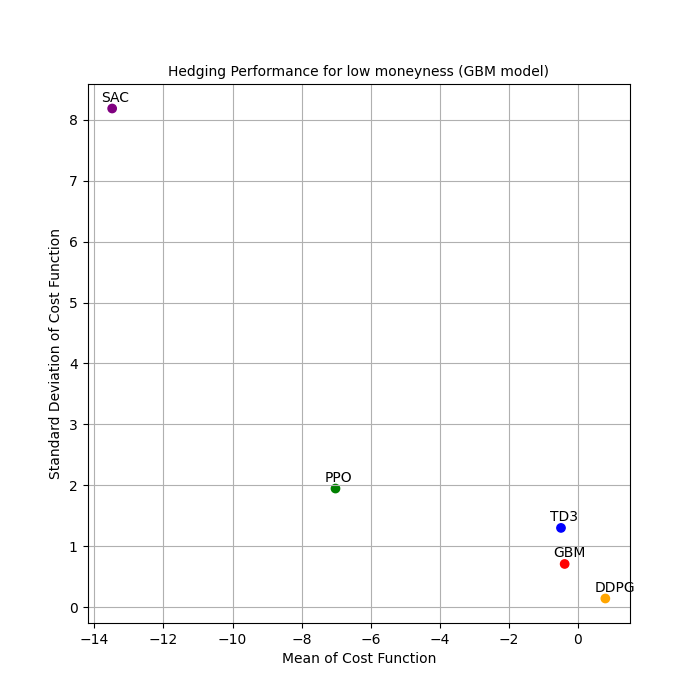 Hedging Performance for low moneyness (GBM model)
SAC
8
7
6
5
4
3
2
1
0
Standard Deviation of Cost Function
PPO
TD3
GBM
DDPG
−14
−12
−10
−8
−6
−4
−2
0
Mean of Cost Function